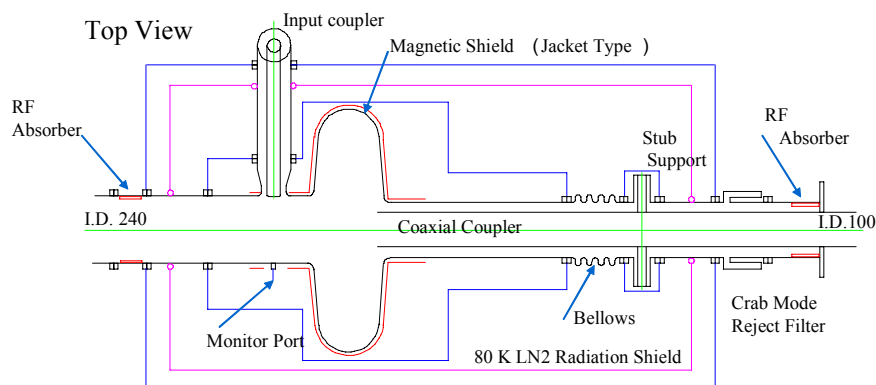 Top View
Input coupler
Magnetic Shield (Jacket Type )
RF
Absorber
Stub
Support
RF
Absorber
I.D. 240
Coaxial Coupler
I.D.100
Monitor Port
Bellows
Crab Mode
Reject Filter
80 K LN2 Radiation Shield